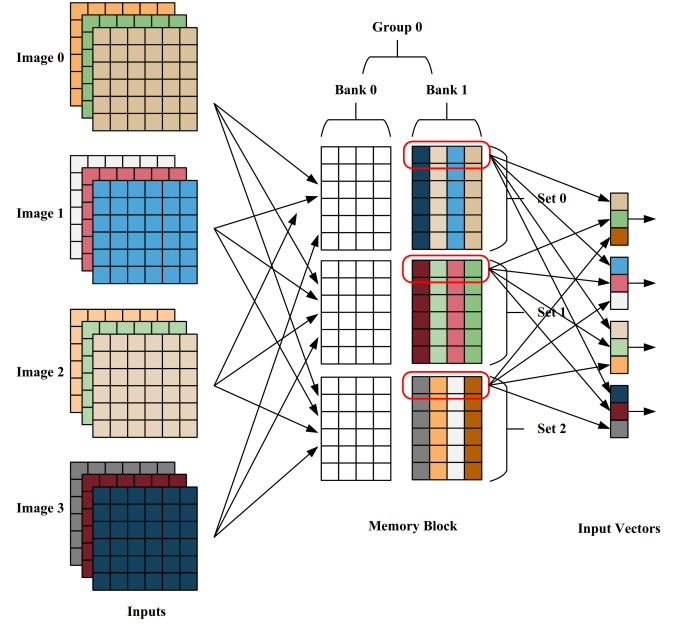 Group 0
Image 0
Bank 0
Bank 1
Image 1
Set 0
Set 1
Image 2
Set 2
Image 3
Memory Block
Input Vectors
Inputs